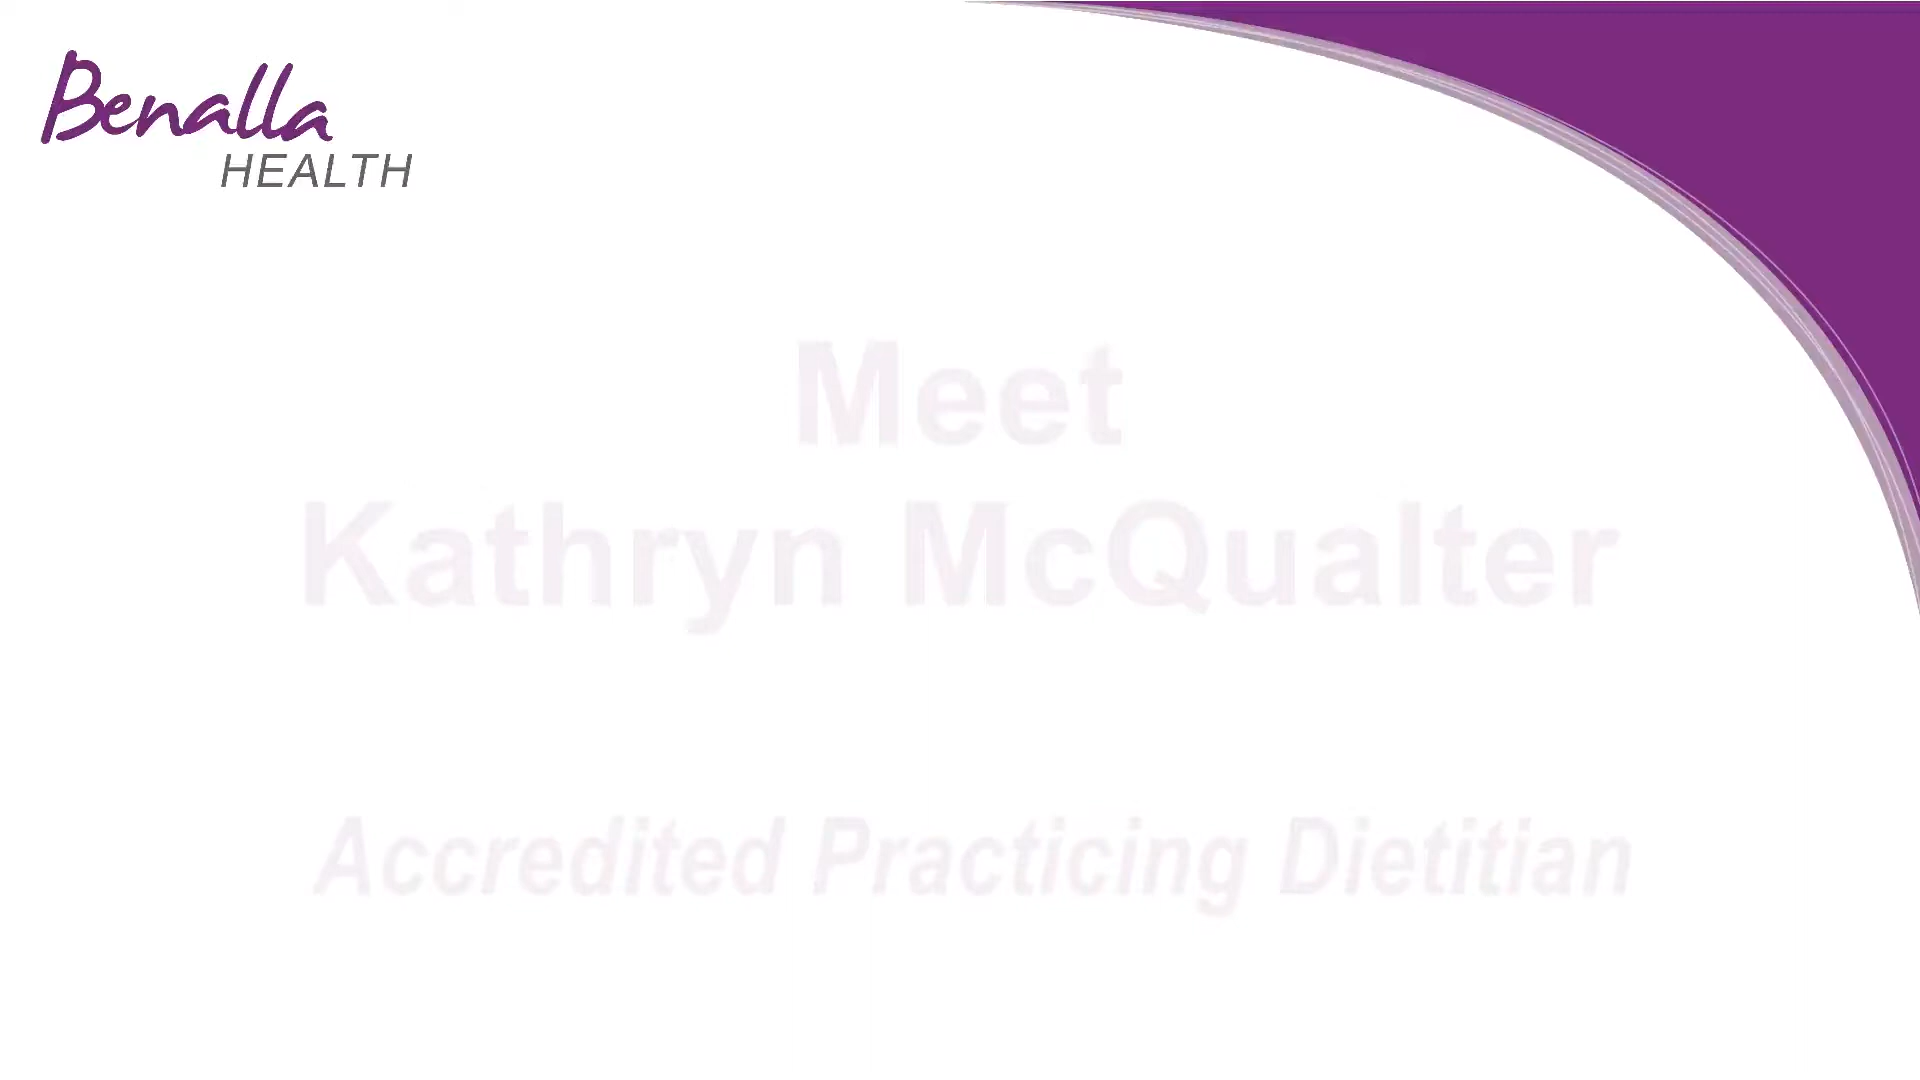 Benalla
HEALTH
Meet
Kathryn McQualter
Accredited Practicing Dietitian